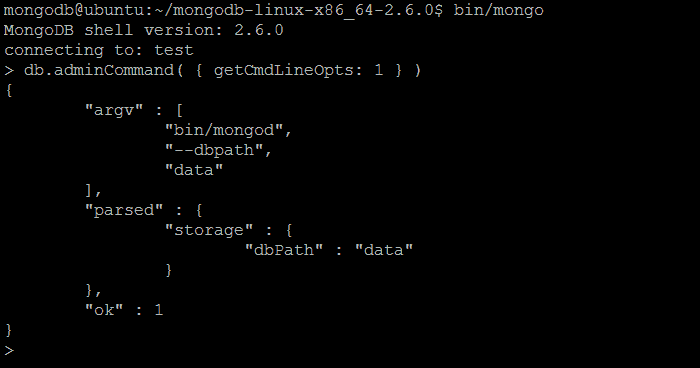 mongodb@ubuntu:~/mongodb-linux-x86_64-2.6.0$ bin/mongo
MongoDB shell version: 2.6.0
connecting to: test
> db.adminCommand( { getCmdLineOpts: 1 } )
{
        "argv" : [
                "bin/mongod",
                "--dbpath",
                "data"
        ],
        "parsed" : {
                "storage" : {
                        "dbPath" : "data"
                }
        },
        "ok" : 1
}
>